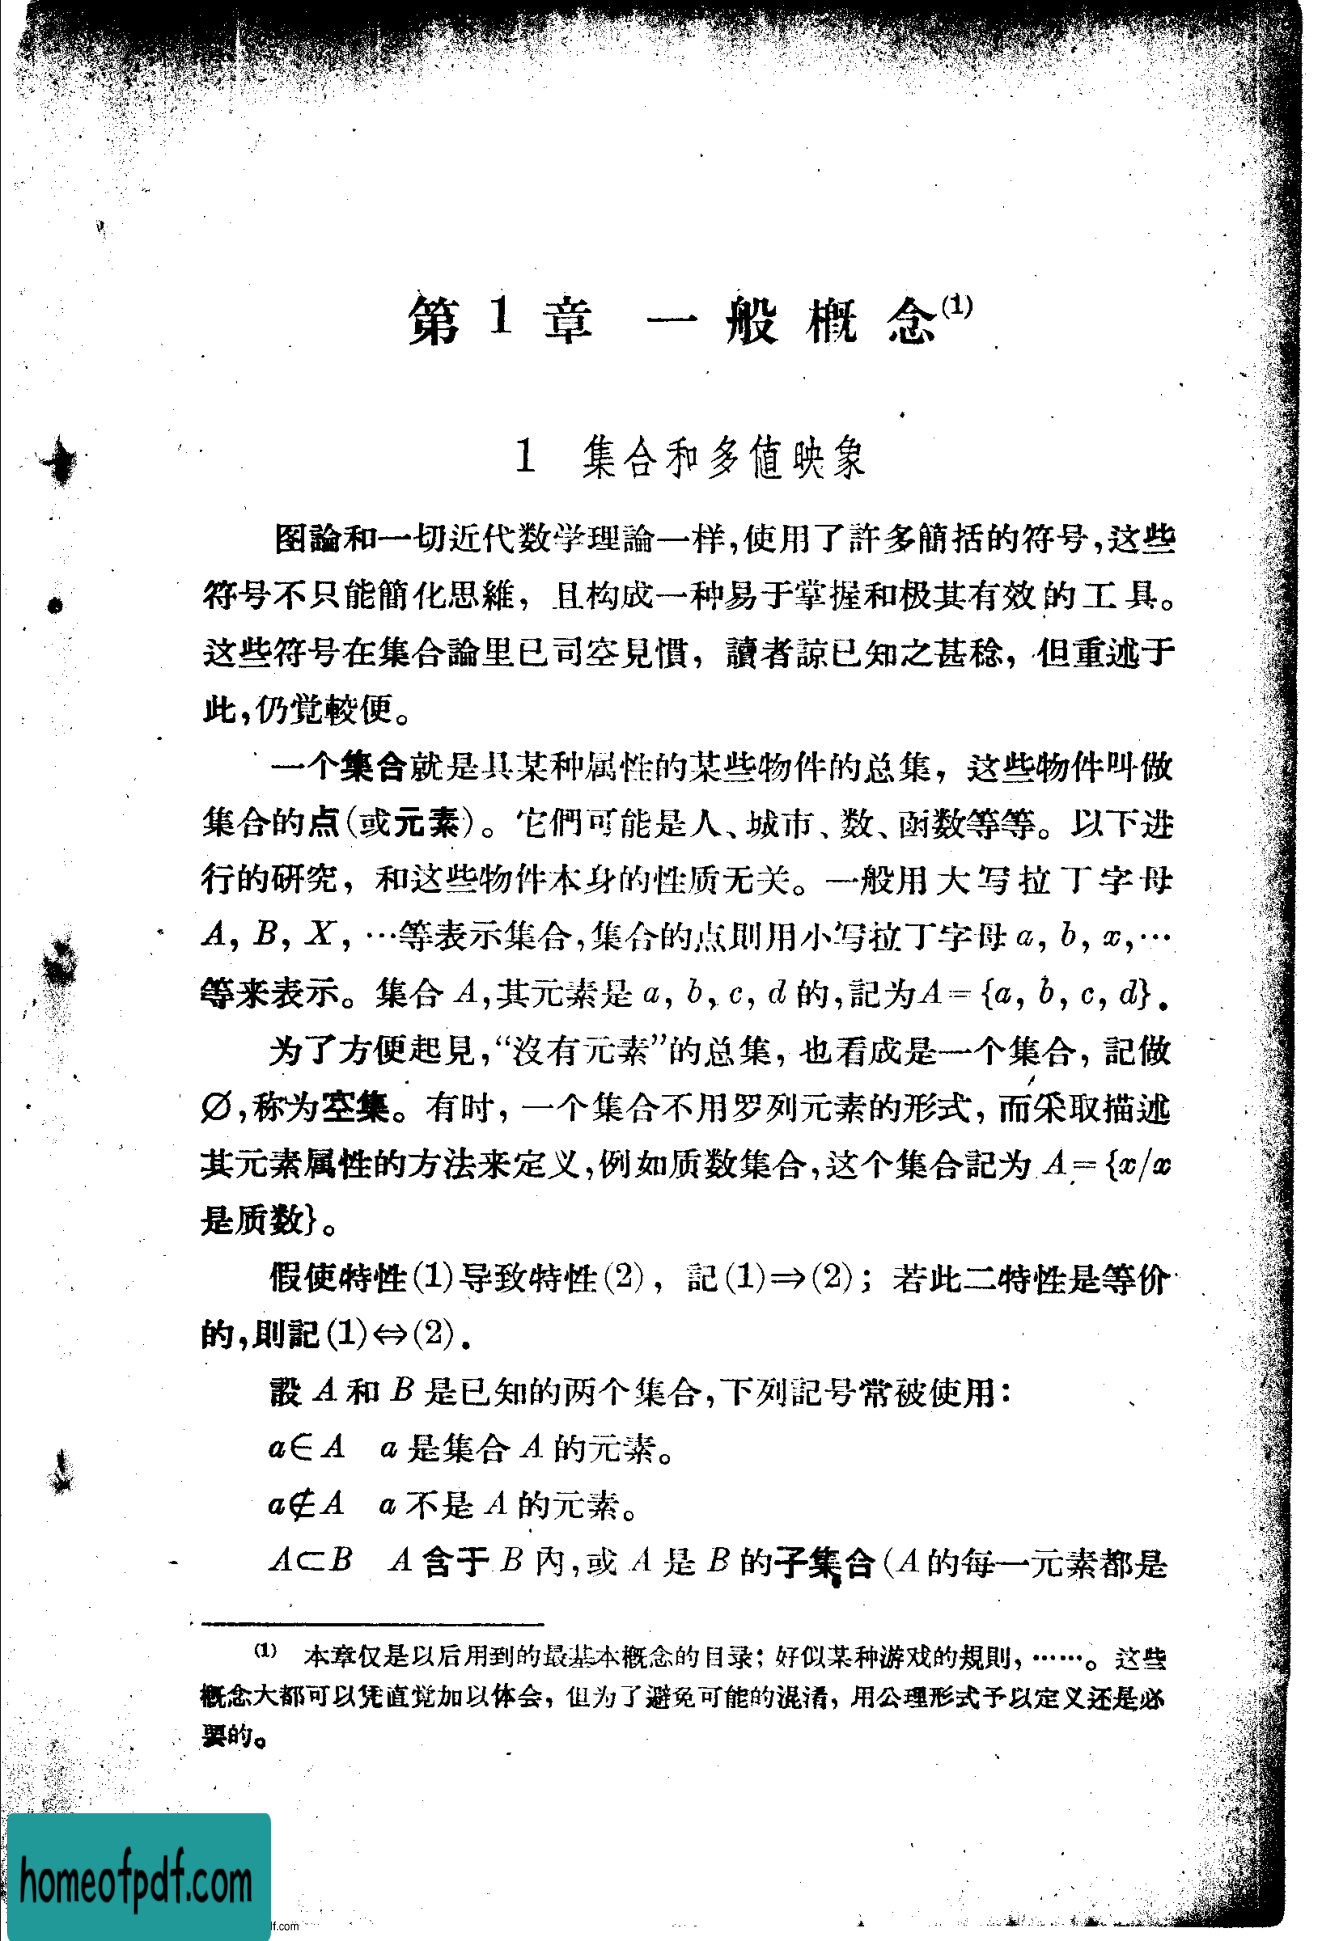 第1章 一般概念(1)
1 集合和多值映象
图論和一切近代数学理論一样,使用了許多簡括的符号,这些
符号不只能簡化思維，且构成一种易于掌握和极其有效的工具。
这些符号在集合論里已司空見慣，讀者諒已知之甚稔，但重述于
此,仍觉較便。
一个集合就是具某种属性的某些物件的总集，这些物件叫做
集合的点(或元素)。它們可能是人、城市、数、函数等等。以下进
行的研究，和这些物件本身的性质无关。一般用大写拉丁字母
A, B, X, …等表示集合,集合的点則用小写拉丁字母 a, b, x,…
等来表示。集合 A,其元素是 a, b, c, d 的,記为A={a, b, c, d}.
为了方便起見,“沒有元素”的总集，也看成是一个集合，記做
∅,称为空集。有时，一个集合不用罗列元素的形式，而采取描述
其元素属性的方法来定义,例如质数集合,这个集合記为 A={x/x
是质数}。
假使特性(1)导致特性(2)，記(1)⇒(2)；若此二特性是等价
的,則記(1)⇔(2).
設 A 和 B 是已知的两个集合,下列記号常被使用：
a∈A a 是集合 A 的元素。
a∉A a 不是 A 的元素。
A⊂B A 含于 B 內,或 A 是 B 的子集合(A 的每一元素都是
(1) 本章仅是以后用到的最基本概念的目录；好似某种游戏的規則，……。这些
概念大都可以凭直觉加以体会，但为了避免可能的混淆，用公理形式予以定义还是必
要的。
homeofpdf.com
lf.com